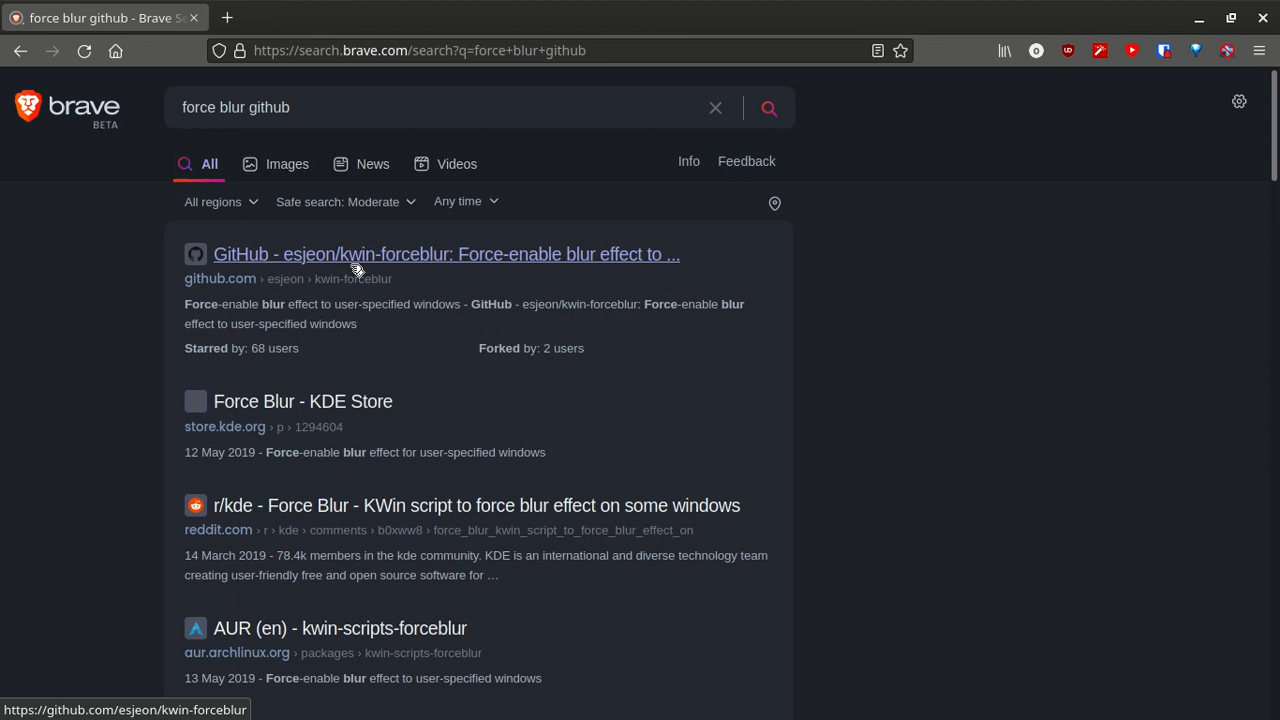 force blur github - Brave S
https://search.brave.com/search?q=force+blur+github
brave
BETA
force blur github
All
Images
News
Videos
Info
Feedback
All regions
Safe search: Moderate
Any time
GitHub - esjeon/kwin-forceblur: Force-enable blur effect to ...
github.com › esjeon › kwin-forceblur
Force-enable blur effect to user-specified windows - GitHub - esjeon/kwin-forceblur: Force-enable blur
effect to user-specified windows
Starred by: 68 users
Forked by: 2 users
Force Blur - KDE Store
store.kde.org › p › 1294604
12 May 2019 - Force-enable blur effect for user-specified windows
r/kde - Force Blur - KWin script to force blur effect on some windows
reddit.com › r › kde › comments › b0xww8 › force_blur_kwin_script_to_force_blur_effect_on
14 March 2019 - 78.4k members in the kde community. KDE is an international and diverse technology team
creating user-friendly free and open source software for …
AUR (en) - kwin-scripts-forceblur
aur.archlinux.org › packages › kwin-scripts-forceblur
13 May 2019 - Force-enable blur effect to user-specified windows
https://github.com/esjeon/kwin-forceblur